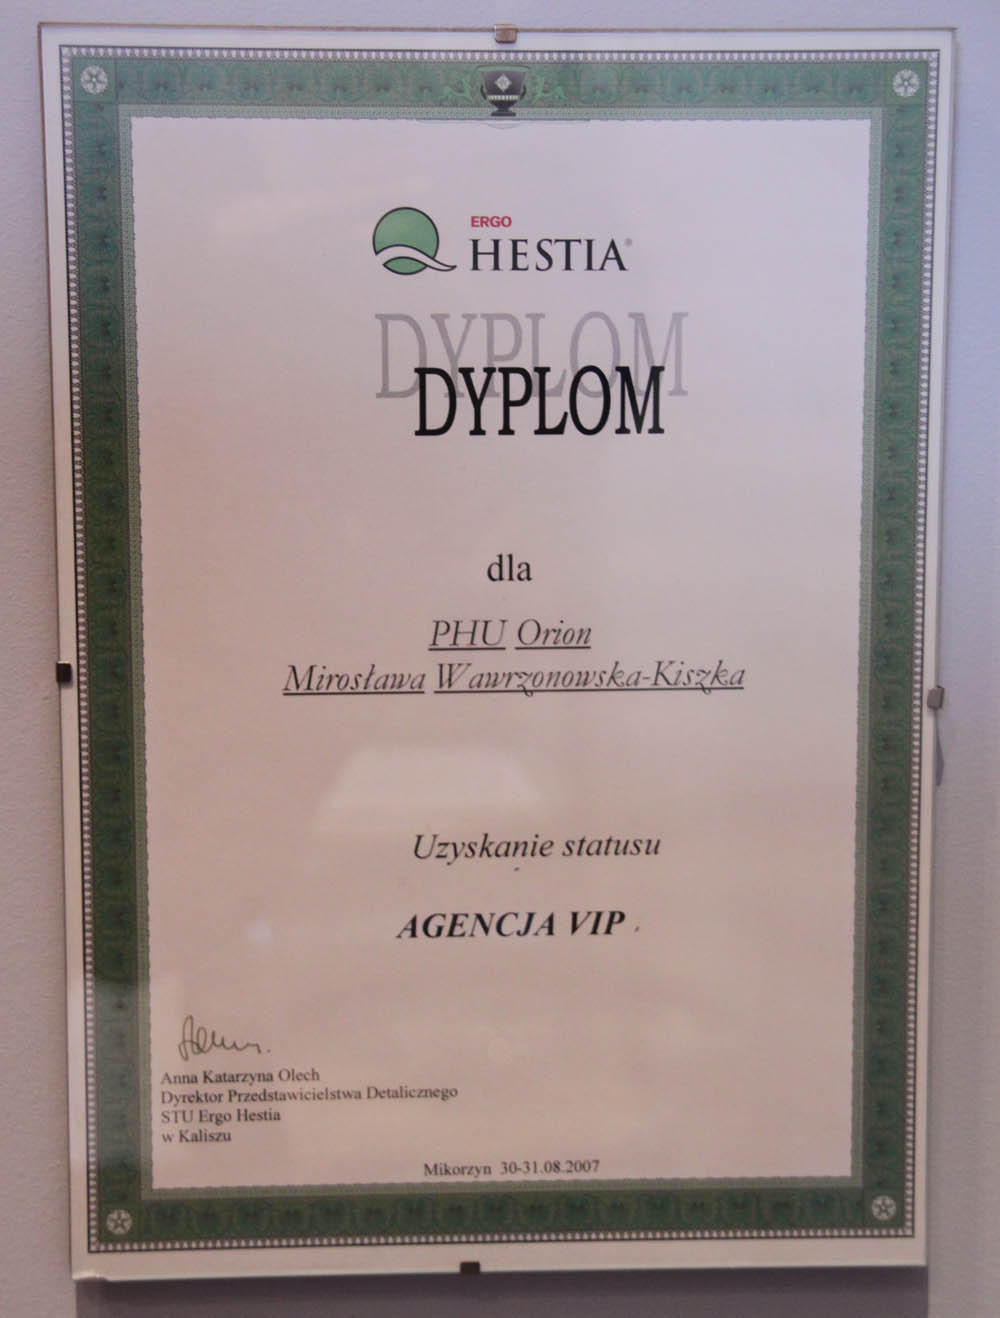 ERGO
HESTIA®
DYPLOM
DYPLOM
dla
PHU Orion
Mirosława Wawrzonowska-Kiszka
Uzyskanie statusu
AGENCJA VIP .
Anna Katarzyna Olech
Dyrektor Przedstawicielstwa Detalicznego
STU Ergo Hestia
w Kaliszu
Mikorzyn 30-31.08.2007